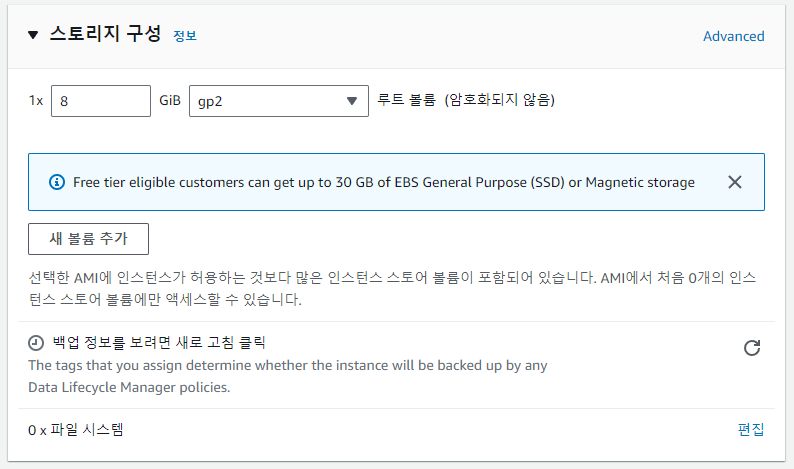 스토리지 구성 정보 Advanced
1x 8 GiB gp2 루트 볼륨 (암호화되지 않음)
Free tier eligible customers can get up to 30 GB of EBS General Purpose (SSD) or Magnetic storage
새 볼륨 추가
선택한 AMI에 인스턴스가 허용하는 것보다 많은 인스턴스 스토어 볼륨이 포함되어 있습니다. AMI에서 처음 0개의 인스
턴스 스토어 볼륨에만 액세스할 수 있습니다.
백업 정보를 보려면 새로 고침 클릭
The tags that you assign determine whether the instance will be backed up by any
Data Lifecycle Manager policies.
0 x 파일 시스템 편집